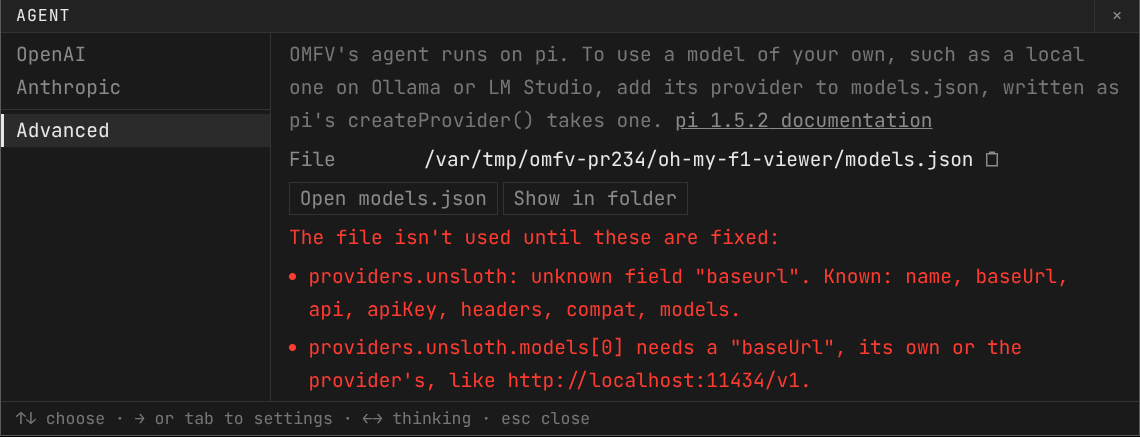 AGENT ×
OpenAI
Anthropic
Advanced
OMFV's agent runs on pi. To use a model of your own, such as a local
one on Ollama or LM Studio, add its provider to models.json, written as
pi's createProvider() takes one. pi 1.5.2 documentation
File /var/tmp/omfv-pr234/oh-my-f1-viewer/models.json
Open models.json Show in folder
The file isn't used until these are fixed:
• providers.unsloth: unknown field "baseurl". Known: name, baseUrl,
api, apiKey, headers, compat, models.
• providers.unsloth.models[0] needs a "baseUrl", its own or the
provider's, like http://localhost:11434/v1.
↑↓ choose · → or tab to settings · ↔ thinking · esc close